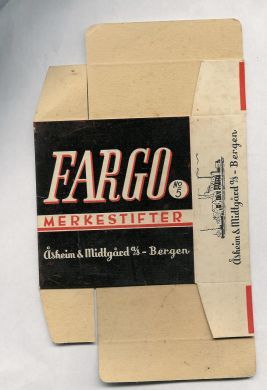 FARGO.
No 5
MERKESTIFTER
Åsheim & Midtgård A/S - Bergen
Åsheim & Midtgård A/S - Bergen